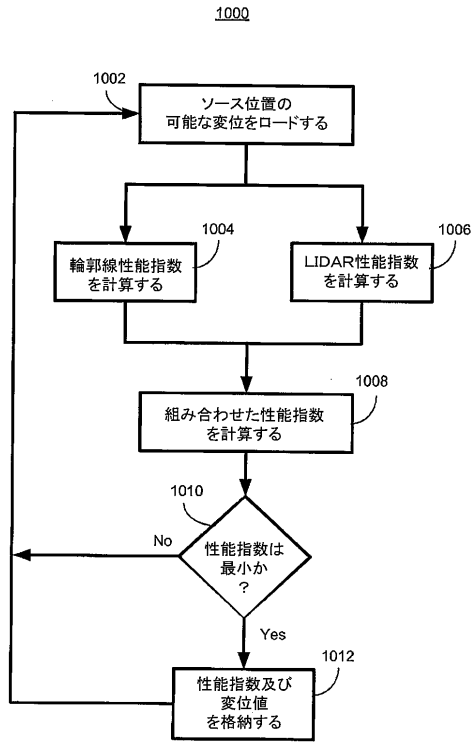 1000
1002
ソース位置の
可能な変位をロードする
1004
輪郭線性能指数
を計算する
1006
LIDAR性能指数
を計算する
1008
組み合わせた性能指数
を計算する
1010
性能指数は
最小か
?
No
Yes
1012
性能指数及び
変位値
を格納する